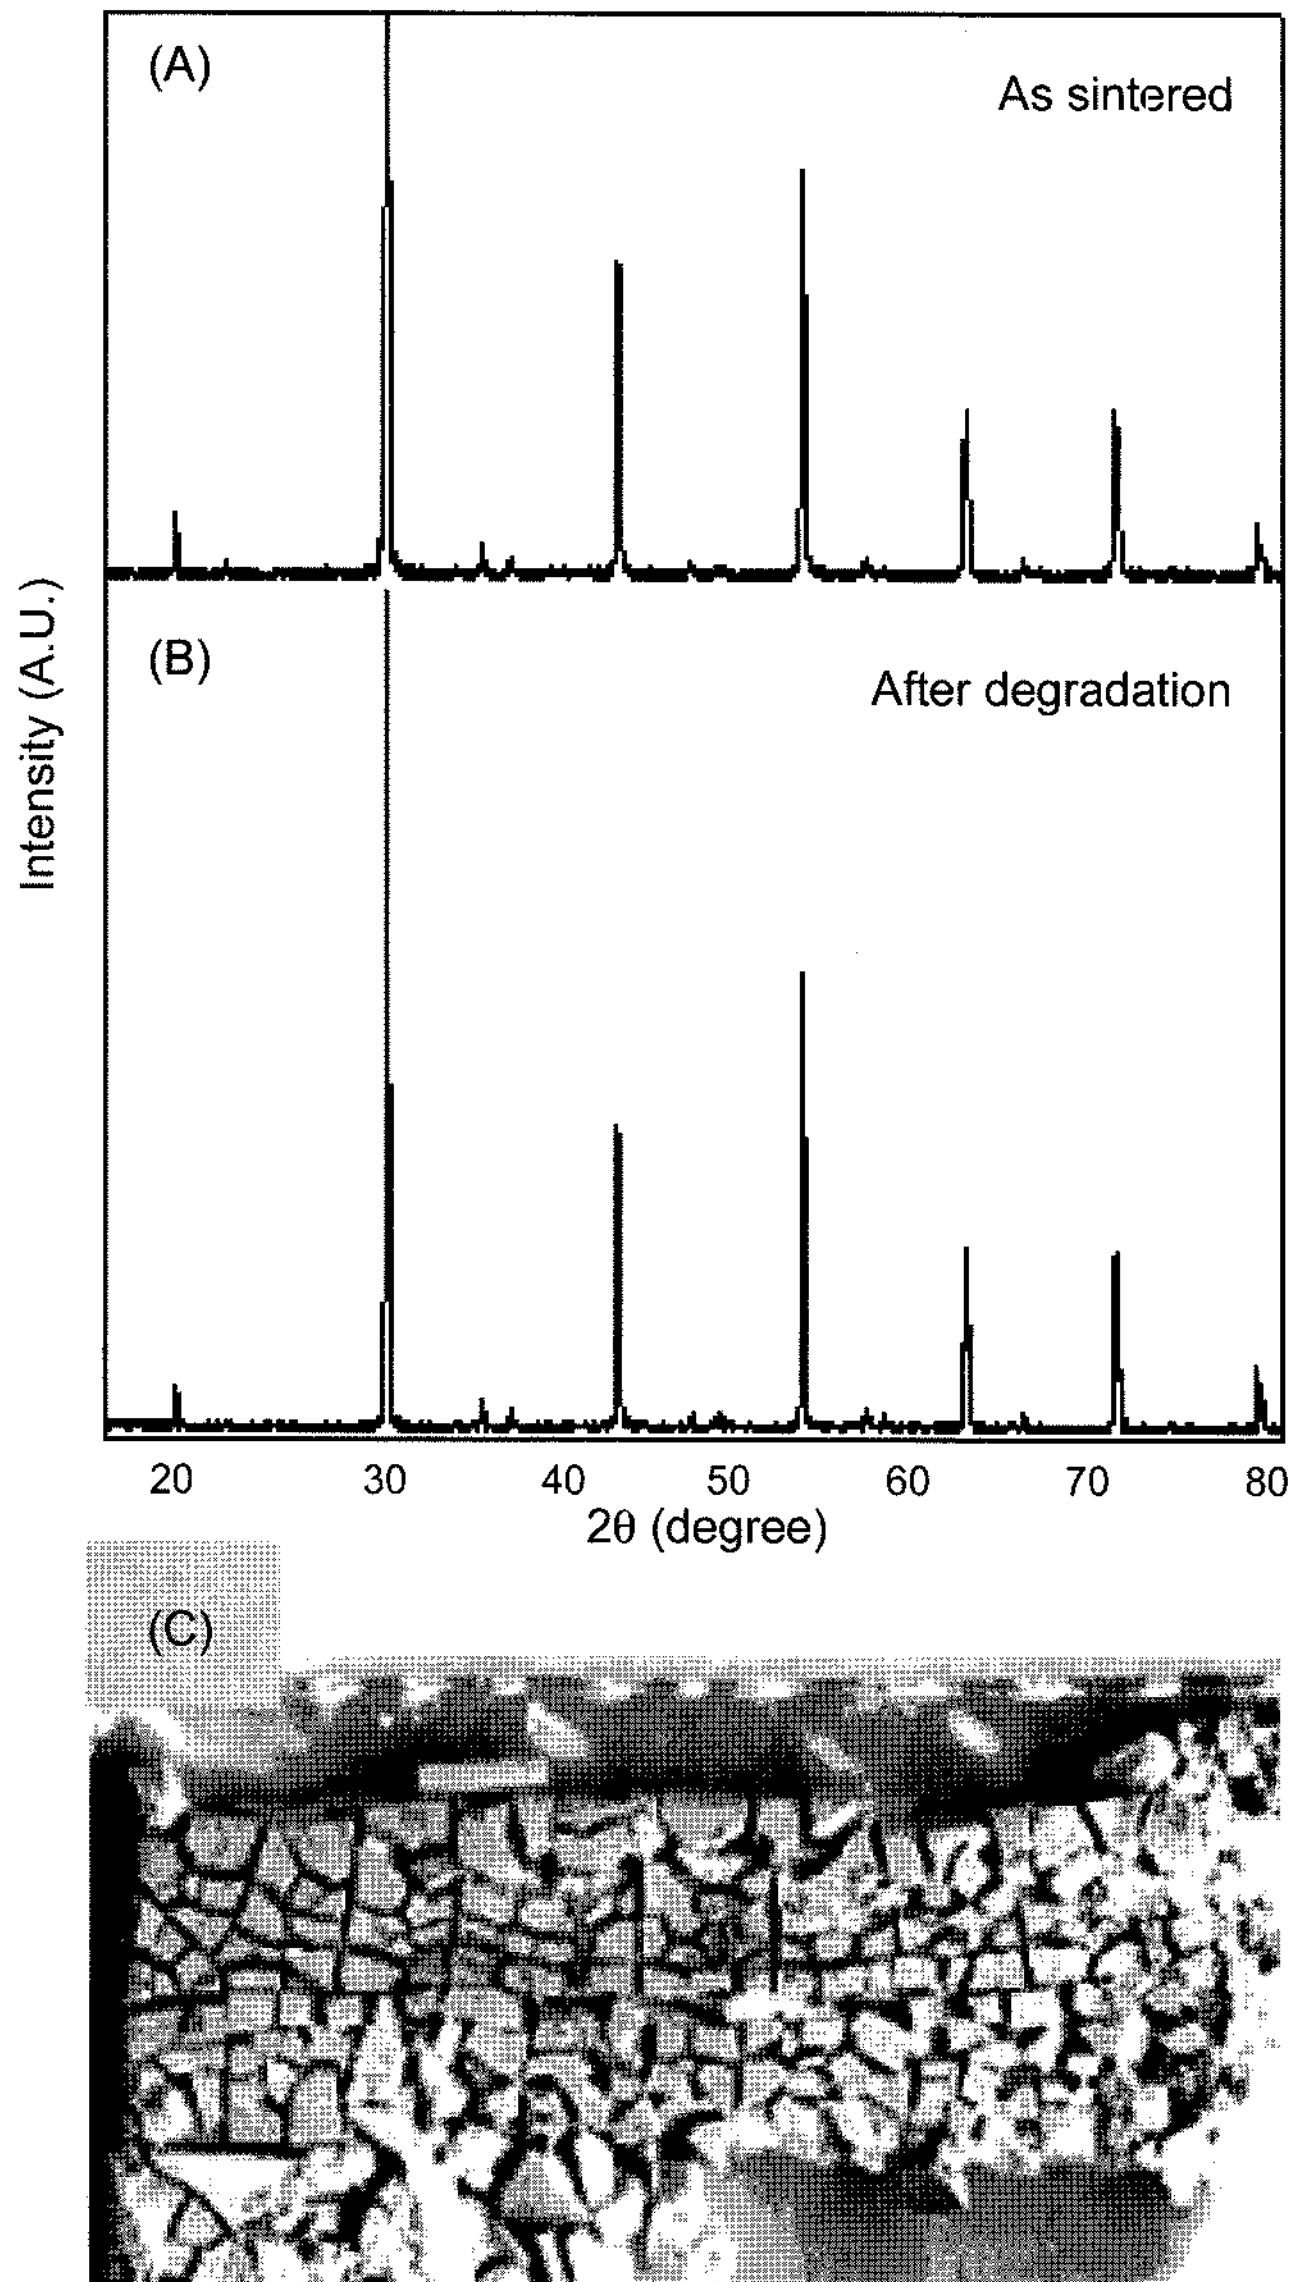 (A)
As sintered
Intensity (A.U.)
(B)
After degradation
20 30 40 50 60 70 80
2θ (degree)
(C)